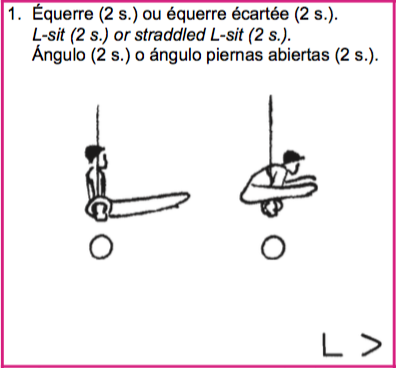 1. Équerre (2 s.) ou équerre écartée (2 s.).
L-sit (2 s.) or straddled L-sit (2 s.).
Ángulo (2 s.) o ángulo piernas abiertas (2 s.).
L >